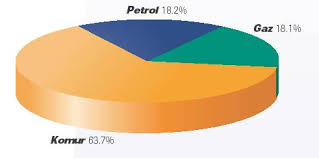 Petrol 18.2%
Gaz 18.1%
Komur 63.7%